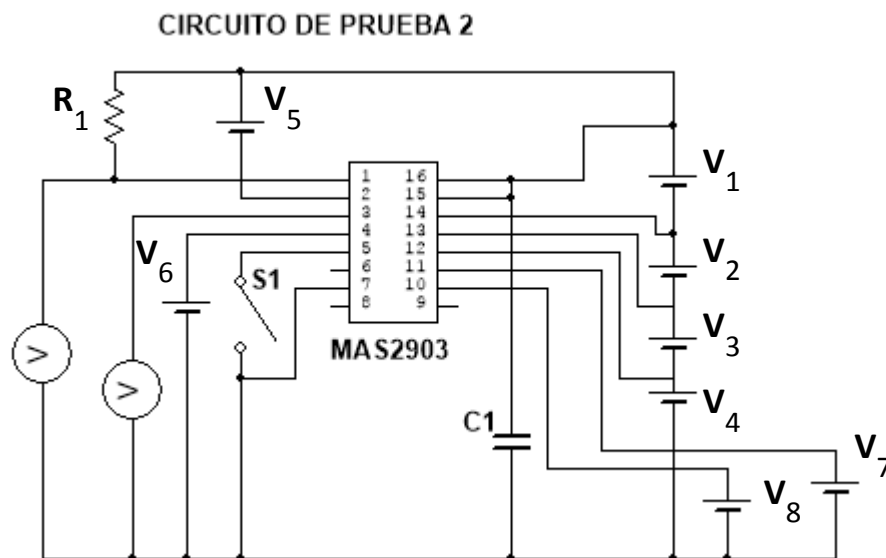 CIRCUITO DE PRUEBA 2
R1
V5
V1
1 16
2 15
3 14
4 13
5 12
6 11
7 10
8 9
V6
S1
V2
V3
MAS2903
V4
C1
V7
V8
V
V